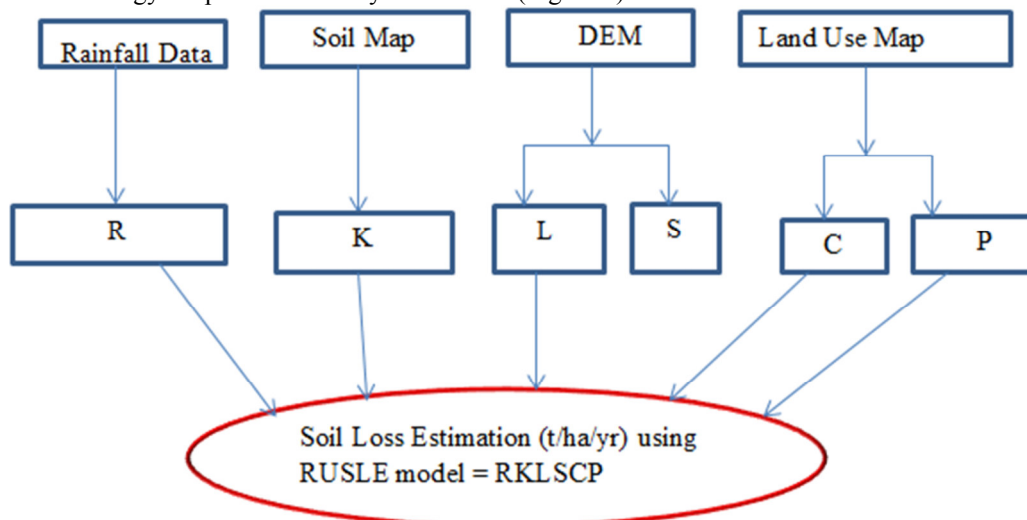 Rainfall Data
Soil Map
DEM
Land Use Map
R
K
L
S
C
P
Soil Loss Estimation (t/ha/yr) using
RUSLE model = RKLSCP